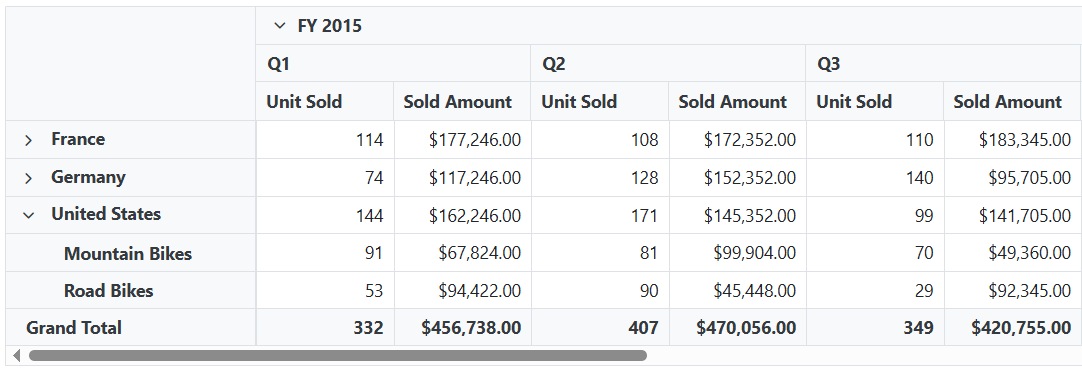 FY 2015
Q1 Q2 Q3
Unit Sold Sold Amount Unit Sold Sold Amount Unit Sold Sold Amount
France 114 $177,246.00 108 $172,352.00 110 $183,345.00
Germany 74 $117,246.00 128 $152,352.00 140 $95,705.00
United States 144 $162,246.00 171 $145,352.00 99 $141,705.00
Mountain Bikes 91 $67,824.00 81 $99,904.00 70 $49,360.00
Road Bikes 53 $94,422.00 90 $45,448.00 29 $92,345.00
Grand Total 332 $456,738.00 407 $470,056.00 349 $420,755.00